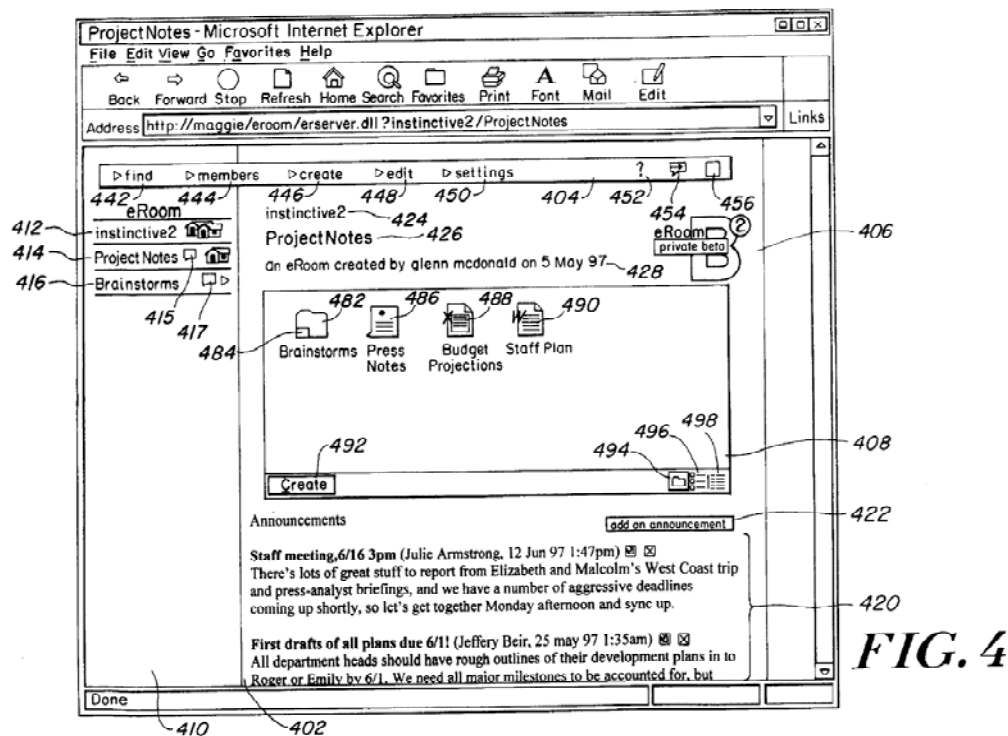 ProjectNotes - Microsoft Internet Explorer
File Edit View Go Favorites Help
Back Forward Stop Refresh Home Search Favorites Print Font Mail Edit
Address http://maggie/eroom/erserver.dll?instinctive2/ProjectNotes Links
find members create edit settings ?
442 444 446 448 450 404 452 454 456
eRoom
412 instinctive2
414 ProjectNotes
416 Brainstorms
415 417
instinctive2 424
ProjectNotes 426
an eRoom created by glenn mcdonald on 5 May 97 428
eRoom 2
private beta
B
406
482 486 488 490
X W
484
Brainstorms Press Notes Budget Projections Staff Plan
492 494 496 498
408
Create
Announcements add an announcement 422
Staff meeting,6/16 3pm (Julie Armstrong, 12 Jun 97 1:47pm)
There's lots of great stuff to report from Elizabeth and Malcolm's West Coast trip
and press-analyst briefings, and we have a number of aggressive deadlines
coming up shortly, so let's get together Monday afternoon and sync up.
420
First drafts of all plans due 6/1! (Jeffery Beir, 25 may 97 1:35am)
All department heads should have rough outlines of their development plans in to
Roger or Emily by 6/1. We need all major milestones to be accounted for, but
FIG. 4
Done
410 402